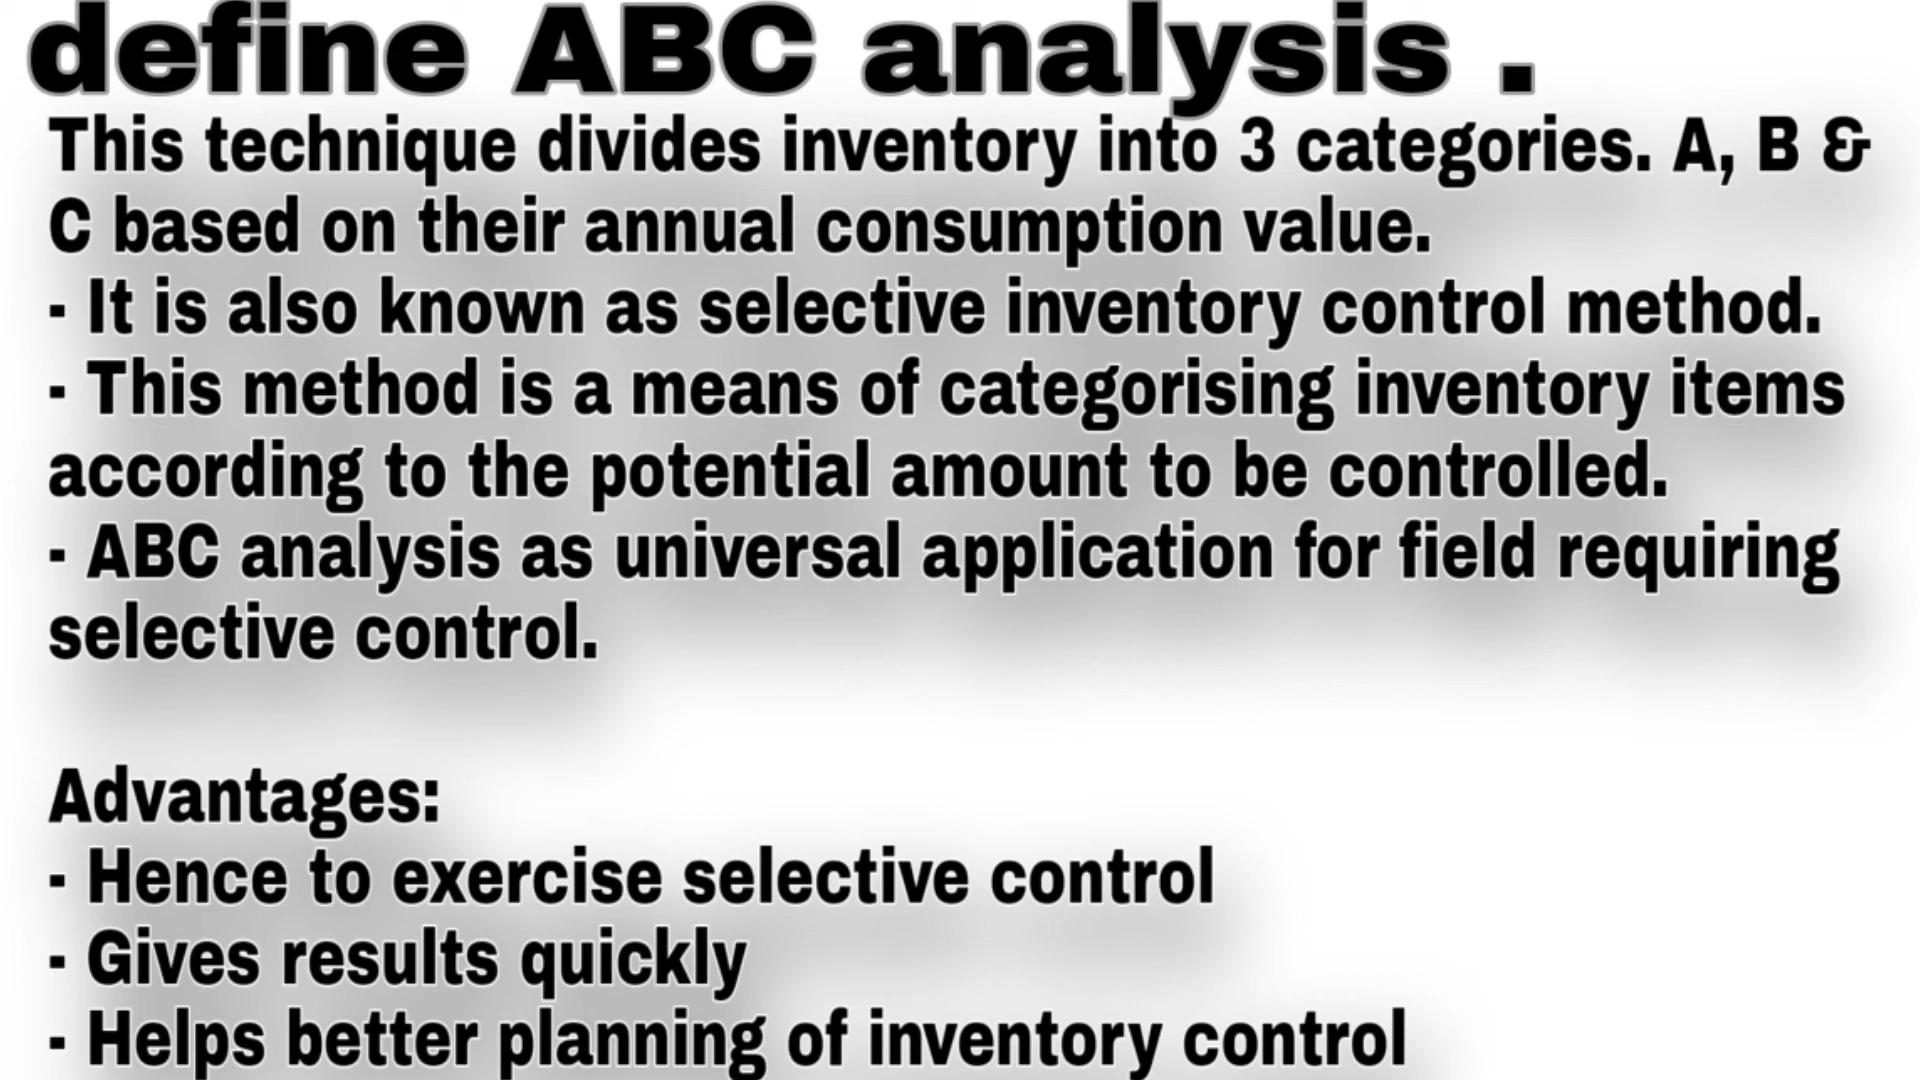 define ABC analysis .
This technique divides inventory into 3 categories. A, B &
C based on their annual consumption value.
- It is also known as selective inventory control method.
- This method is a means of categorising inventory items
according to the potential amount to be controlled.
- ABC analysis as universal application for field requiring
selective control.
Advantages:
- Hence to exercise selective control
- Gives results quickly
- Helps better planning of inventory control